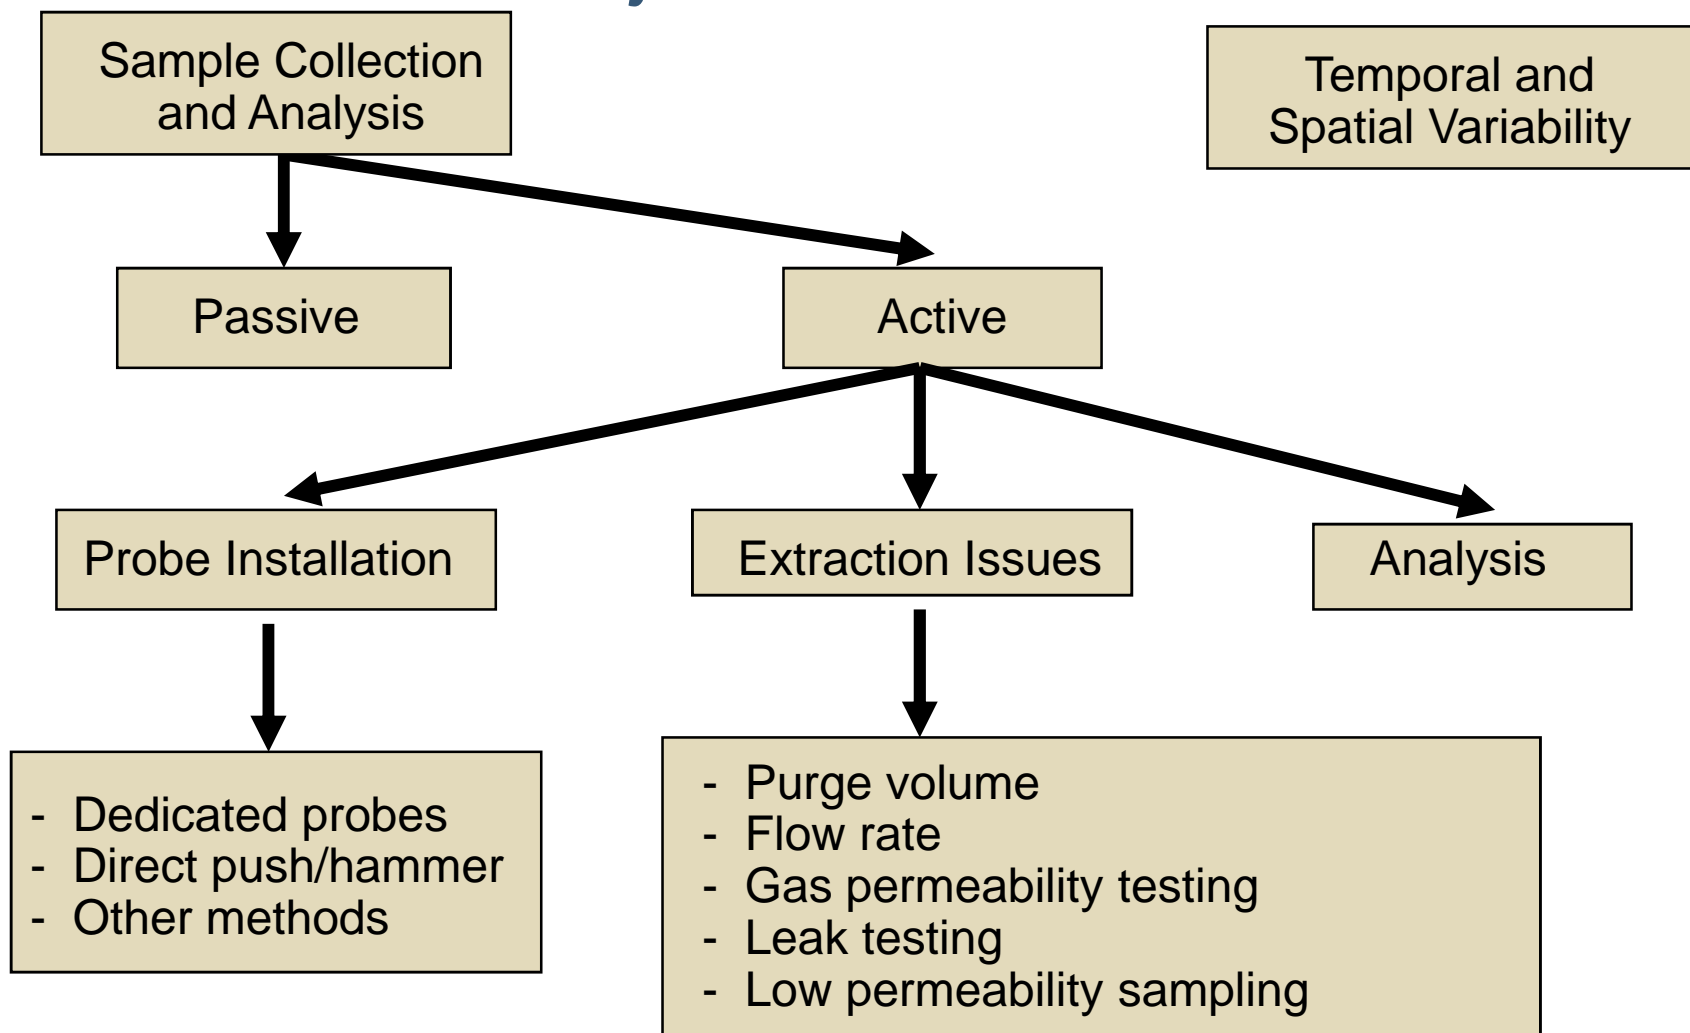 Sample Collection
and Analysis
Temporal and
Spatial Variability
Passive
Active
Probe Installation
Extraction Issues
Analysis
- Dedicated probes
- Direct push/hammer
- Other methods
- Purge volume
- Flow rate
- Gas permeability testing
- Leak testing
- Low permeability sampling